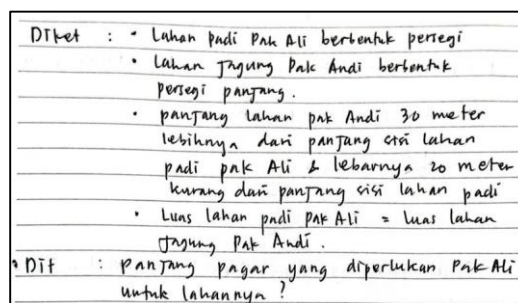 Diket : • Lahan padi Pak Ali berbentuk persegi
• Lahan Jagung Pak Andi berbentuk
persegi panjang.
• panjang lahan pak Andi 30 meter
lebihnya dari panjang sisi lahan
padi pak Ali & lebarnya 20 meter
kurang dari panjang sisi lahan padi
• Luas lahan padi Pak Ali = luas lahan
Jagung Pak Andi.
• Dit : panjang pagar yang diperlukan Pak Ali
untuk lahannya ?